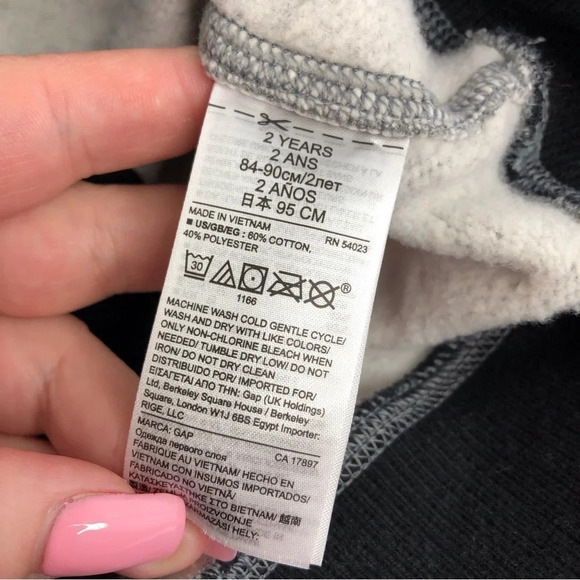 2 YEARS
2 ANS
84-90см/2лет
2 AÑOS
日本 95 CM
MADE IN VIETNAM RN 54023
■ US/GB/EG : 60% COTTON,
40% POLYESTER
30 ®
1166
MACHINE WASH COLD GENTLE CYCLE/
WASH AND DRY WITH LIKE COLORS/
ONLY NON-CHLORINE BLEACH WHEN
NEEDED/ TUMBLE DRY LOW/ DO NOT
IRON/ DO NOT DRY CLEAN
DISTRIBUIDO POR/ IMPORTED FOR/
ΕΙΣΑΓΕΤΑΙ ΑΠΟ ΤΗΝ: Gap (UK Holdings)
Ltd, Berkeley Square House / Berkeley
Square, London W1J 6BS Egypt Importer:
RIGE, LLC
CA 17897
MARCA: GAP
Одежда первого слоя
FABRIQUE AU VIETNAM/ HECHO EN
VIETNAM CON INSUMOS IMPORTADOS/
FABRICADO NO VIETNÃ/
ΚΑΤΑΣΚΕΥΑΣΤΗΚΕ ΣΤΟ ΒΙΕΤΝΑΜ/ 越南
PROIZVODNJE
SZÁRMAZÁSI HELY: